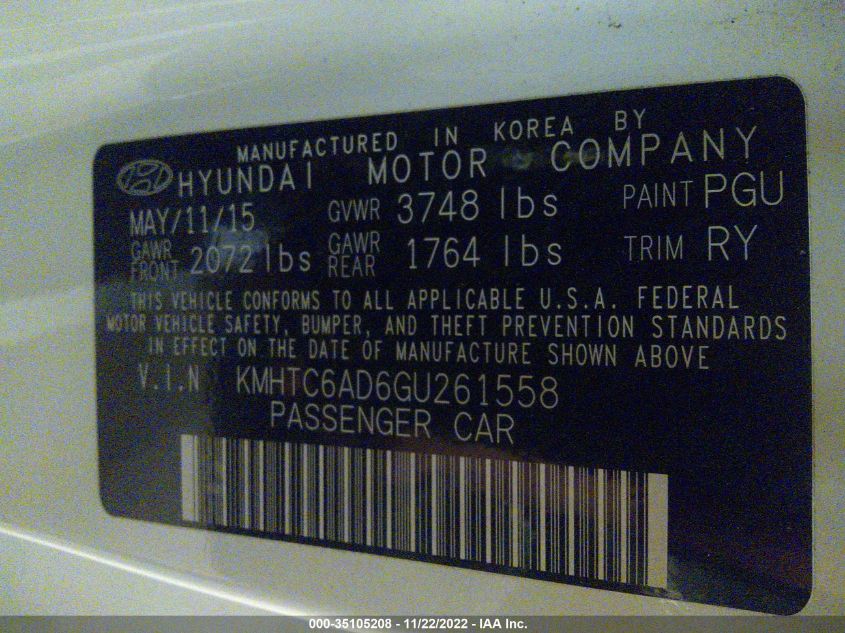 MANUFACTURED IN KOREA BY
HYUNDAI MOTOR COMPANY
MAY/11/15 GVWR 3748 lbs PAINT PGU
GAWR FRONT 2072 lbs GAWR REAR 1764 lbs TRIM RY
THIS VEHICLE CONFORMS TO ALL APPLICABLE U.S.A. FEDERAL
MOTOR VEHICLE SAFETY, BUMPER, AND THEFT PREVENTION STANDARDS
IN EFFECT ON THE DATE OF MANUFACTURE SHOWN ABOVE
V.I.N KMHTC6AD6GU261558
PASSENGER CAR
000-35105208 - 11/22/2022 - IAA Inc.